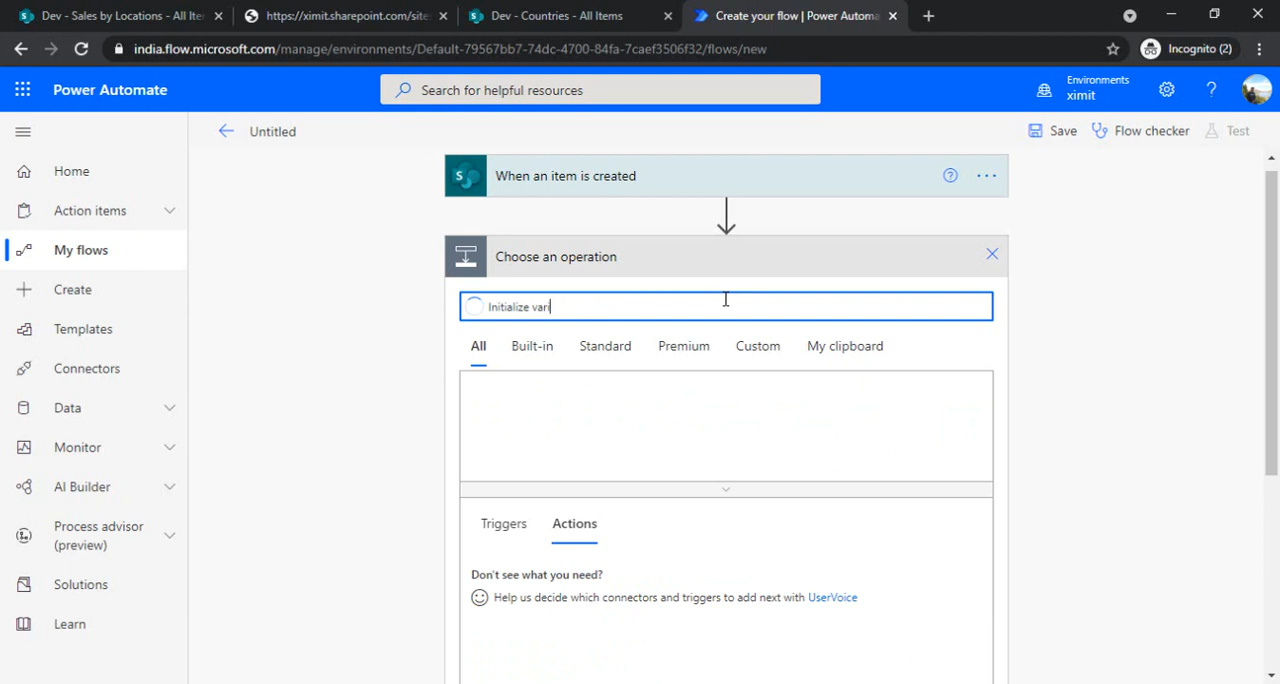 Dev - Sales by Locations - All Ite
https://ximit.sharepoint.com/site
Dev - Countries - All Items
Create your flow | Power Automa
india.flow.microsoft.com/manage/environments/Default-79567bb7-74dc-4700-84fa-7caef3506f32/flows/new
Incognito (2)
Power Automate
Search for helpful resources
Environments
ximit
?
Untitled
Save
Flow checker
Test
Home
Action items
My flows
Create
Templates
Connectors
Data
Monitor
AI Builder
Process advisor
(preview)
Solutions
Learn
S
When an item is created
?
Choose an operation
Initialize vari
All
Built-in
Standard
Premium
Custom
My clipboard
Triggers
Actions
Don't see what you need?
Help us decide which connectors and triggers to add next with UserVoice